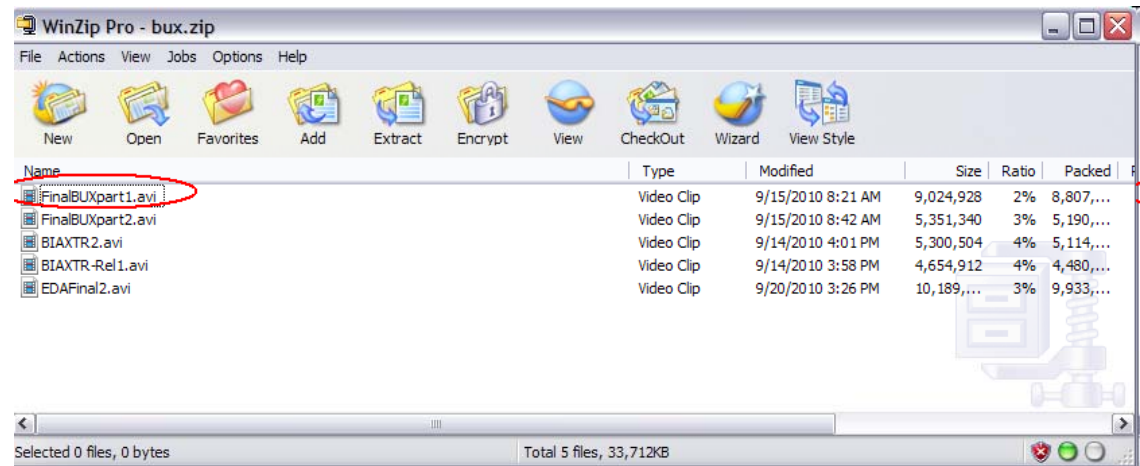 WinZip Pro - bux.zip
File Actions View Jobs Options Help
New Open Favorites Add Extract Encrypt View CheckOut Wizard View Style
Name Type Modified Size Ratio Packed
FinalBUXpart1.avi Video Clip 9/15/2010 8:21 AM 9,024,928 2% 8,807,...
FinalBUXpart2.avi Video Clip 9/15/2010 8:42 AM 5,351,340 3% 5,190,...
BIAXTR2.avi Video Clip 9/14/2010 4:01 PM 5,300,504 4% 5,114,...
BIAXTR-Rel1.avi Video Clip 9/14/2010 3:58 PM 4,654,912 4% 4,480,...
EDAFinal2.avi Video Clip 9/20/2010 3:26 PM 10,189,... 3% 9,933,...
Selected 0 files, 0 bytes Total 5 files, 33,712KB